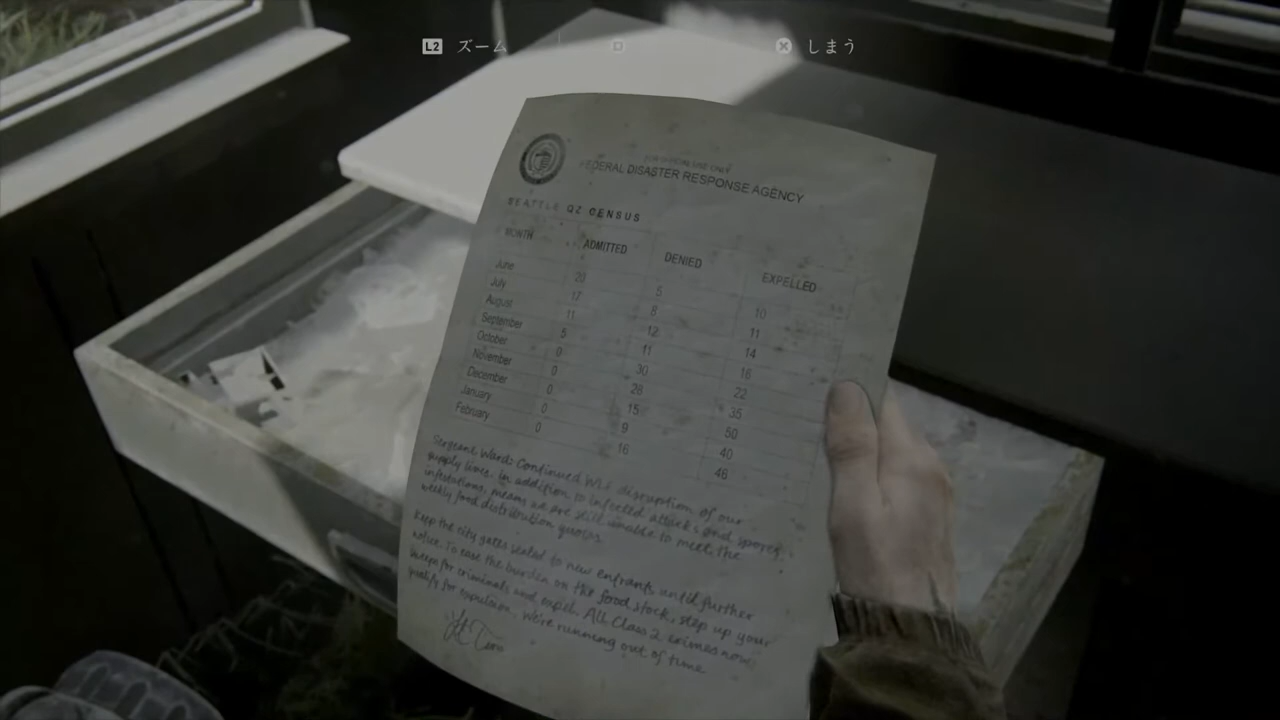 L2 ズーム
しまう
FOR OFFICIAL USE ONLY
FEDERAL DISASTER RESPONSE AGENCY
SEATTLE QZ CENSUS
MONTH ADMITTED DENIED EXPELLED
June 20 5 10
July 17 8 11
August 11 12 14
September 5 11 16
October 0 30 22
November 0 28 35
December 15 50
January 0 9 40
February 0 16 46
Sergeant Ward: Continued WLF disruption of our
supply lines, in addition to infected attacks and spores
infestations, means we are still unable to meet the
weekly food distribution quotas.
Keep the city gates sealed to new entrants until further
notice. To ease the burden on the food stock, step up your
sweeps for criminals and expel. All Class 2 crimes now
qualify for expulsion. We're running out of time.